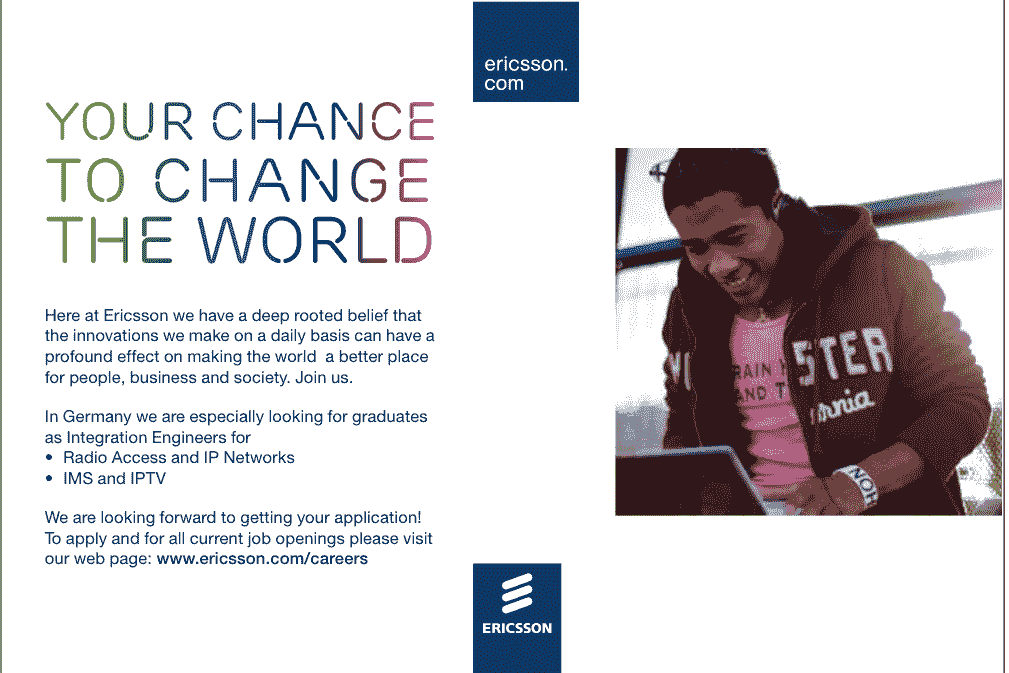 YOUR CHANCE
TO CHANGE
THE WORLD
Here at Ericsson we have a deep rooted belief that
the innovations we make on a daily basis can have a
profound effect on making the world a better place
for people, business and society. Join us.
In Germany we are especially looking for graduates
as Integration Engineers for
• Radio Access and IP Networks
• IMS and IPTV
We are looking forward to getting your application!
To apply and for all current job openings please visit
our web page: www.ericsson.com/careers
ericsson.
com
STER
RAIN
AND T
rnia
NOR
ERICSSON